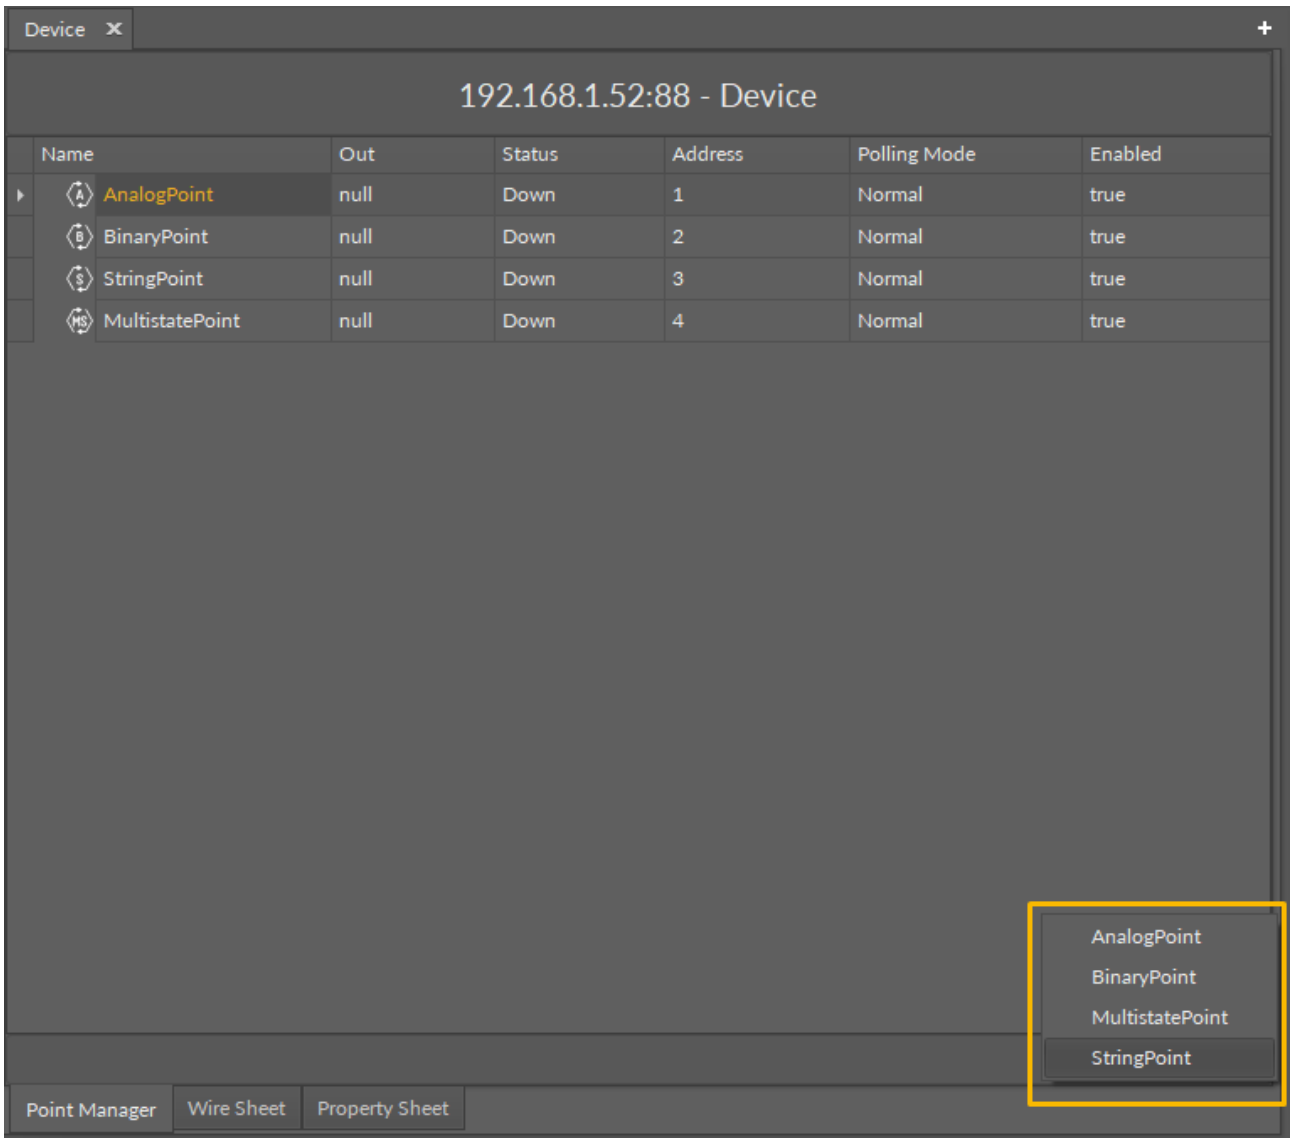 Device
192.168.1.52:88 - Device
Name Out Status Address Polling Mode Enabled
A AnalogPoint null Down 1 Normal true
B BinaryPoint null Down 2 Normal true
S StringPoint null Down 3 Normal true
MS MultistatePoint null Down 4 Normal true
AnalogPoint
BinaryPoint
MultistatePoint
StringPoint
Point Manager Wire Sheet Property Sheet